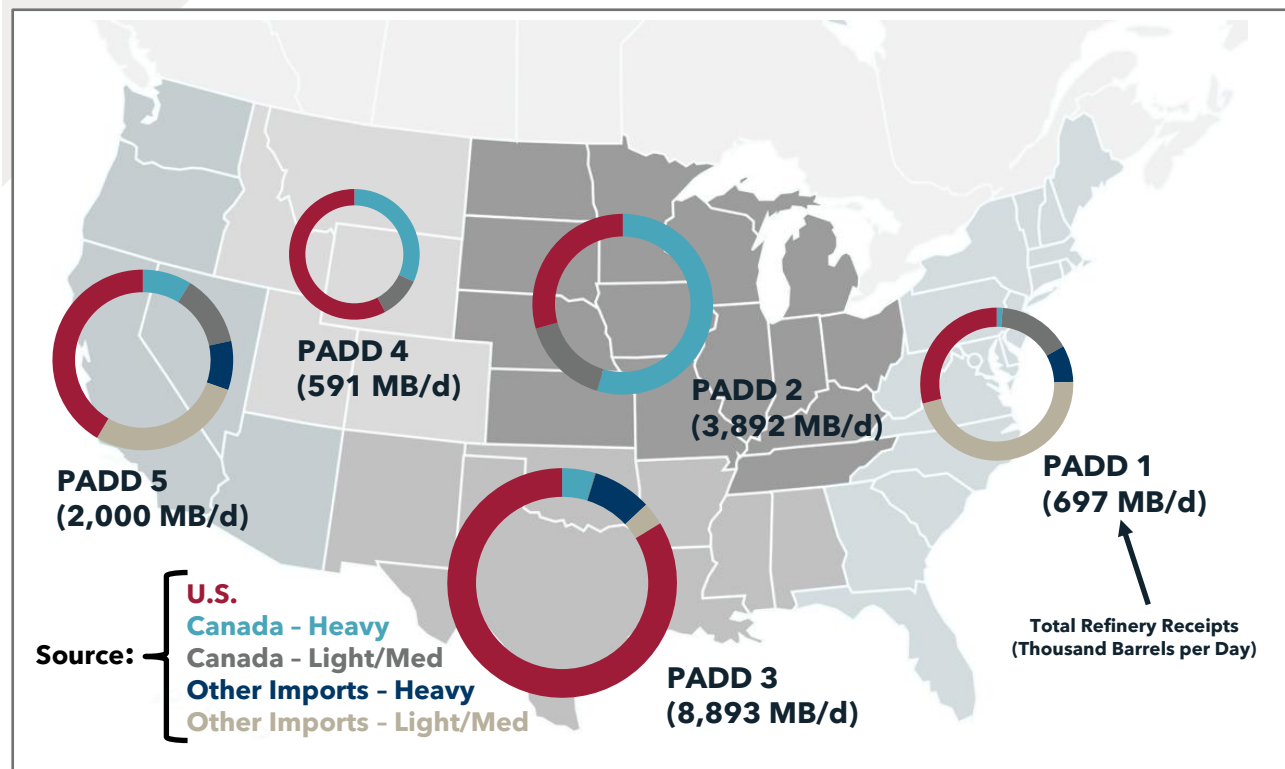 PADD 4
(591 MB/d)
PADD 2
(3,892 MB/d)
PADD 1
(697 MB/d)
PADD 5
(2,000 MB/d)
PADD 3
(8,893 MB/d)
Total Refinery Receipts
(Thousand Barrels per Day)
Source:
U.S.
Canada – Heavy
Canada – Light/Med
Other Imports – Heavy
Other Imports – Light/Med